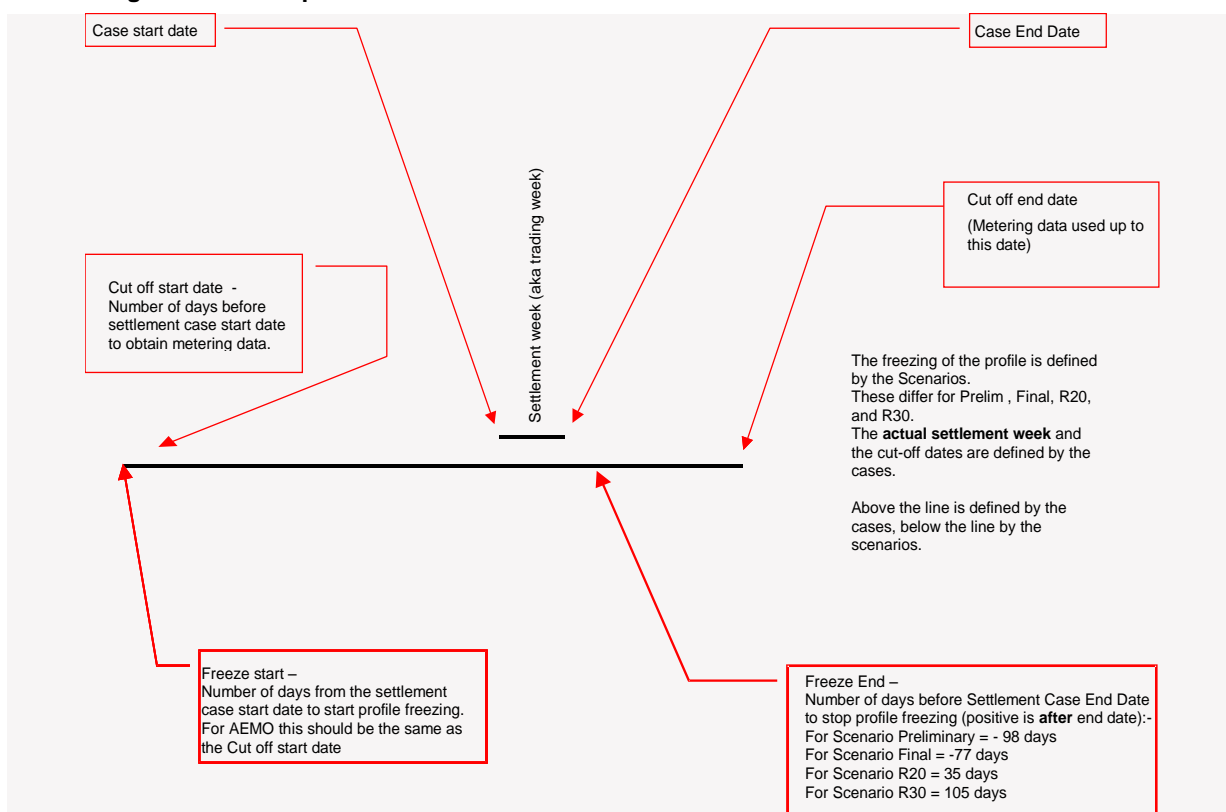 Case start date
Case End Date
Settlement week (aka trading week)
Cut off end date
(Metering data used up to
this date)
Cut off start date -
Number of days before
settlement case start date
to obtain metering data.
The freezing of the profile is defined
by the Scenarios.
These differ for Prelim , Final, R20,
and R30.
The actual settlement week and
the cut-off dates are defined by the
cases.
Above the line is defined by the
cases, below the line by the
scenarios.
Freeze start –
Number of days from the settlement
case start date to start profile freezing.
For AEMO this should be the same as
the Cut off start date
Freeze End –
Number of days before Settlement Case End Date
to stop profile freezing (positive is after end date):-
For Scenario Preliminary = - 98 days
For Scenario Final = -77 days
For Scenario R20 = 35 days
For Scenario R30 = 105 days